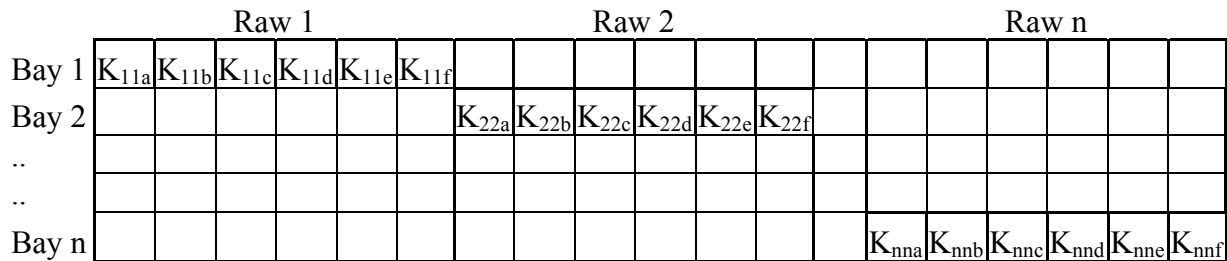 Raw 1 Raw 2 Raw n
Bay 1 K11a K11b K11c K11d K11e K11f
Bay 2 K22a K22b K22c K22d K22e K22f
..
..
Bay n Knna Knnb Knnc Knnd Knne Knnf